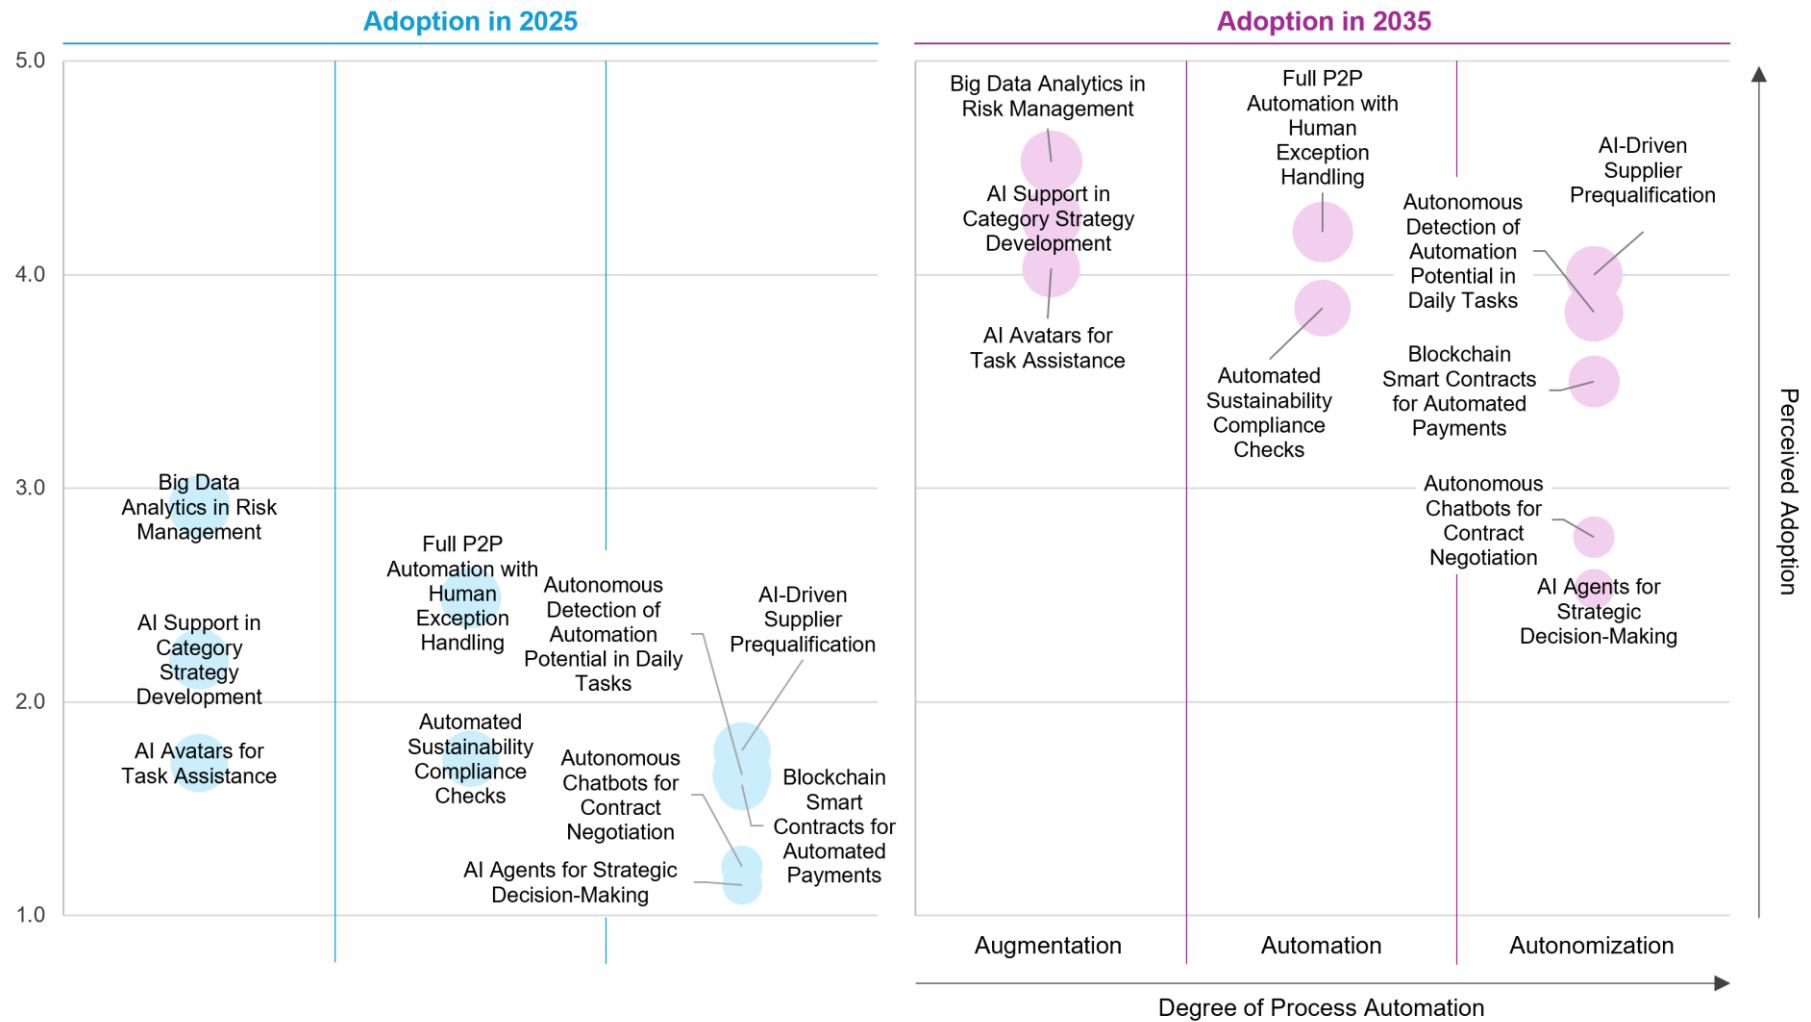 Adoption in 2025
5.0
4.0
3.0
2.0
1.0
Big Data
Analytics in Risk
Management
AI Support in
Category
Strategy
Development
AI Avatars for
Task Assistance
Full P2P
Automation with
Human
Exception
Handling
Automated
Sustainability
Compliance
Checks
Autonomous
Detection of
Automation
Potential in Daily
Tasks
AI-Driven
Supplier
Prequalification
Autonomous
Chatbots for
Contract
Negotiation
Blockchain
Smart
Contracts for
Automated
Payments
AI Agents for Strategic
Decision-Making
Adoption in 2035
Big Data Analytics in
Risk Management
AI Support in
Category Strategy
Development
AI Avatars for
Task Assistance
Full P2P
Automation with
Human
Exception
Handling
Automated
Sustainability
Compliance
Checks
AI-Driven
Supplier
Prequalification
Autonomous
Detection of
Automation
Potential in
Daily Tasks
Blockchain
Smart Contracts
for Automated
Payments
Autonomous
Chatbots for
Contract
Negotiation
AI Agents for
Strategic
Decision-Making
Perceived Adoption
Augmentation
Automation
Autonomization
Degree of Process Automation